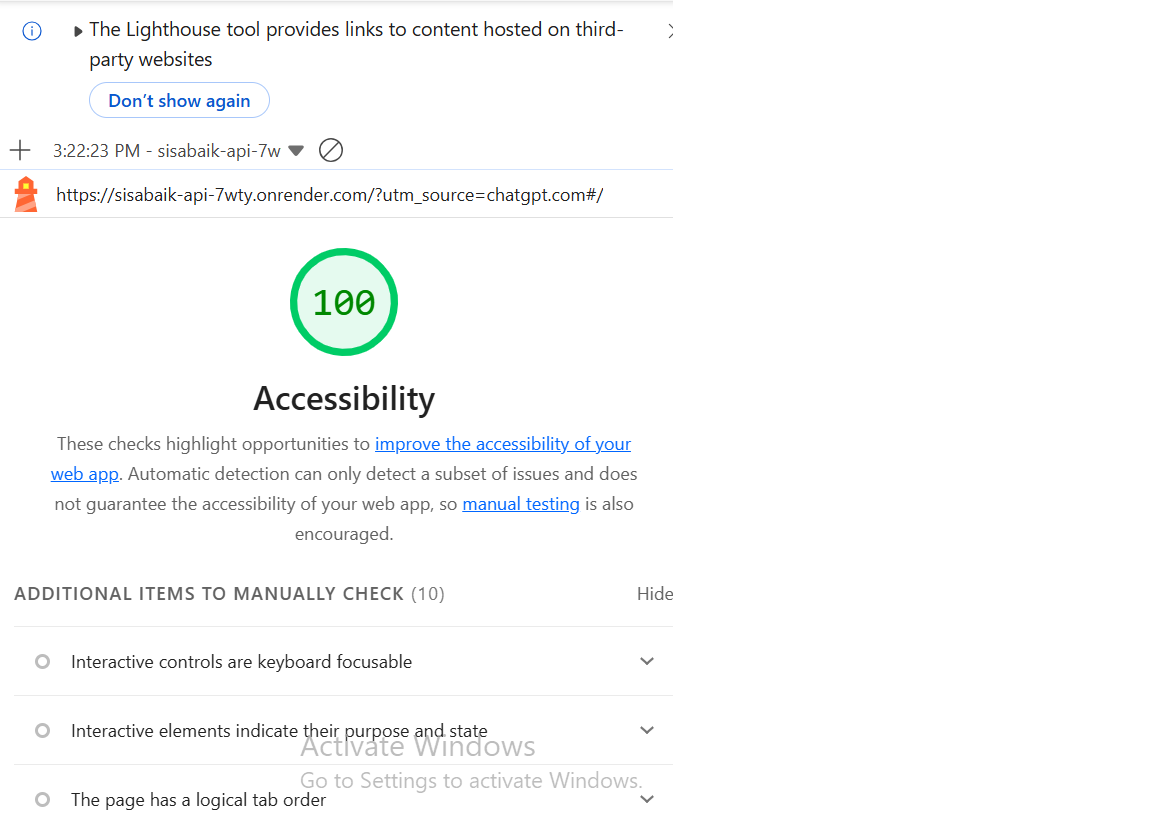 The Lighthouse tool provides links to content hosted on third-
party websites
Don’t show again
3:22:23 PM - sisabaik-api-7w
https://sisabaik-api-7wty.onrender.com/?utm_source=chatgpt.com#/
100
Accessibility
These checks highlight opportunities to improve the accessibility of your
web app. Automatic detection can only detect a subset of issues and does
not guarantee the accessibility of your web app, so manual testing is also
encouraged.
ADDITIONAL ITEMS TO MANUALLY CHECK (10)
Hide
Interactive controls are keyboard focusable
Interactive elements indicate their purpose and state
Activate Windows
Go to Settings to activate Windows.
The page has a logical tab order